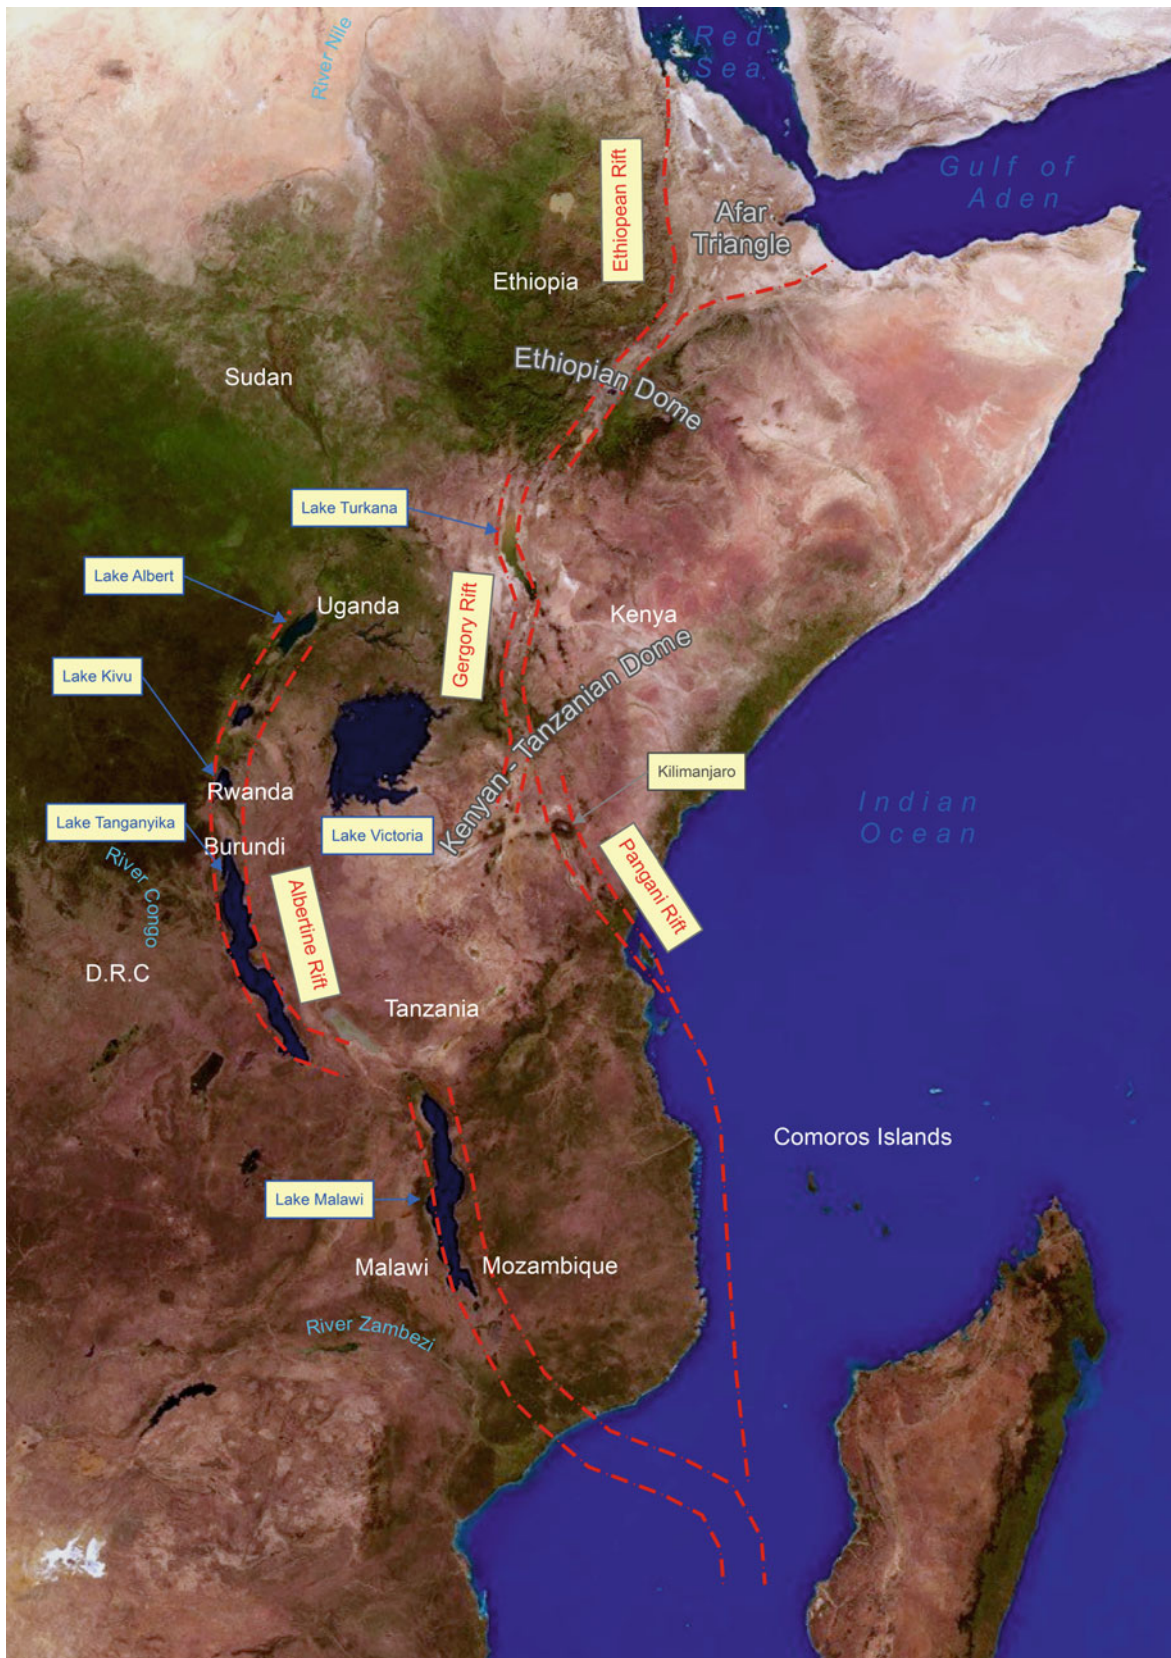 Red
Sea
River Nile
Gulf of
Aden
Ethiopean Rift
Afar
Triangle
Ethiopia
Ethiopian Dome
Sudan
Lake Turkana
Lake Albert
Uganda
Kenya
Gergory Rift
Lake Kivu
Kenyan - Tanzanian Dome
Kilimanjaro
Rwanda
Indian
Ocean
Lake Tanganyika
Lake Victoria
Burundi
River Congo
Pangani Rift
Albertine Rift
D.R.C
Tanzania
Comoros Islands
Lake Malawi
Malawi
Mozambique
River Zambezi